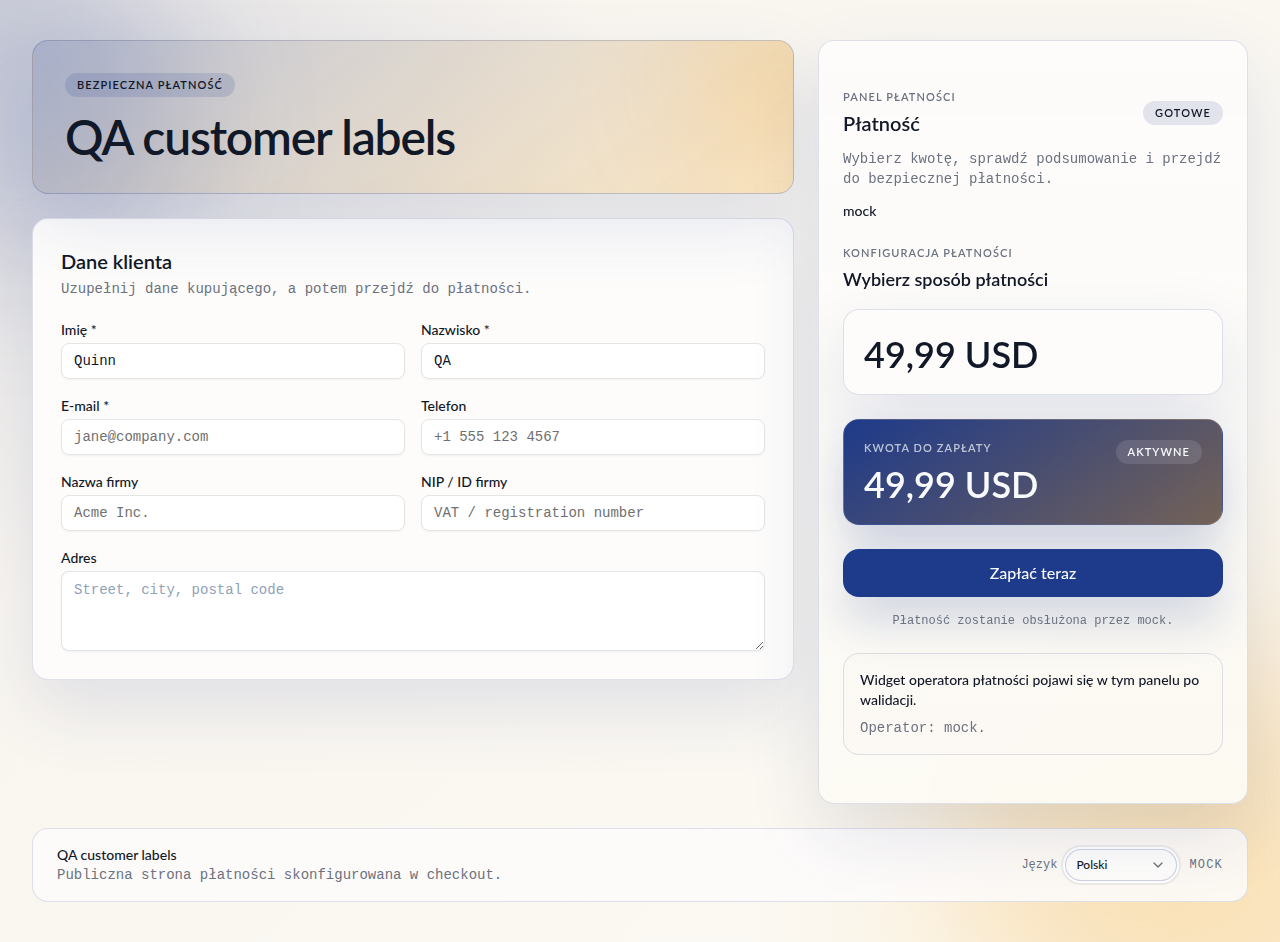 BEZPIECZNA PŁATNOŚĆ
QA customer labels
Dane klienta
Uzupełnij dane kupującego, a potem przejdź do płatności.
Imię *
Nazwisko *
Quinn
QA
E-mail *
Telefon
jane@company.com
+1 555 123 4567
Nazwa firmy
NIP / ID firmy
Acme Inc.
VAT / registration number
Adres
Street, city, postal code
PANEL PŁATNOŚCI
Płatność
GOTOWE
Wybierz kwotę, sprawdź podsumowanie i przejdź
do bezpiecznej płatności.
mock
KONFIGURACJA PŁATNOŚCI
Wybierz sposób płatności
49,99 USD
KWOTA DO ZAPŁATY
AKTYWNE
49,99 USD
Zapłać teraz
Płatność zostanie obsłużona przez mock.
Widget operatora płatności pojawi się w tym panelu po
walidacji.
Operator: mock.
QA customer labels
Publiczna strona płatności skonfigurowana w checkout.
Język
Polski
MOCK